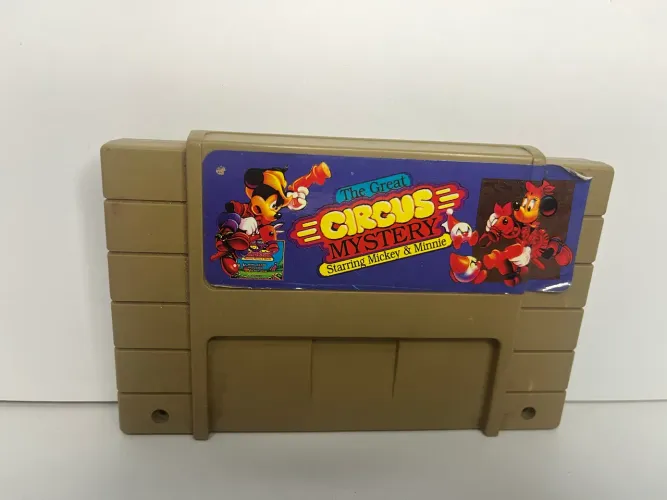 The Great
CIRCUS
MYSTERY
Starring Mickey & Minnie